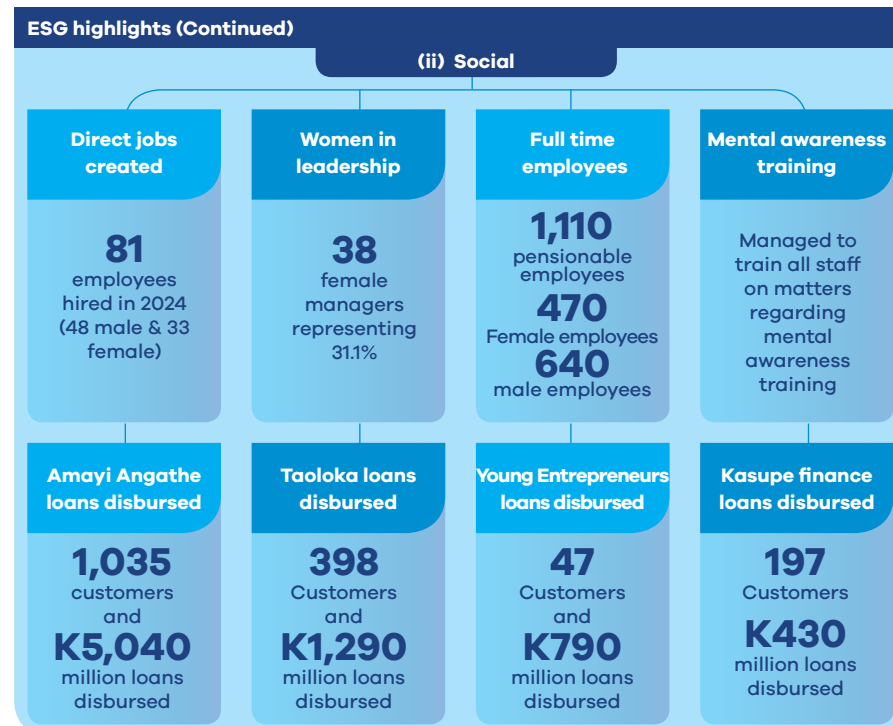 ESG highlights (Continued)
(ii) Social
Direct jobs
created
81
employees
hired in 2024
(48 male & 33
female)
Women in
leadership
38
female
managers
representing
31.1%
Full time
employees
1,110
pensionable
employees
470
Female employees
640
male employees
Mental awareness
training
Managed to
train all staff
on matters
regarding
mental
awareness
training
Amayi Angathe
loans disbursed
1,035
customers
and
K5,040
million loans
disbursed
Taoloka loans
disbursed
398
Customers
and
K1,290
million loans
disbursed
Young Entrepreneurs
loans disbursed
47
Customers
and
K790
million loans
disbursed
Kasupe finance
loans disbursed
197
Customers
K430
million loans
disbursed